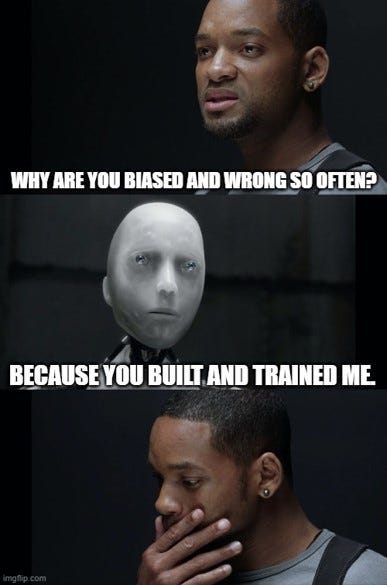 WHY ARE YOU BIASED AND WRONG SO OFTEN?
BECAUSE YOU BUILT AND TRAINED ME.
imgflip.com